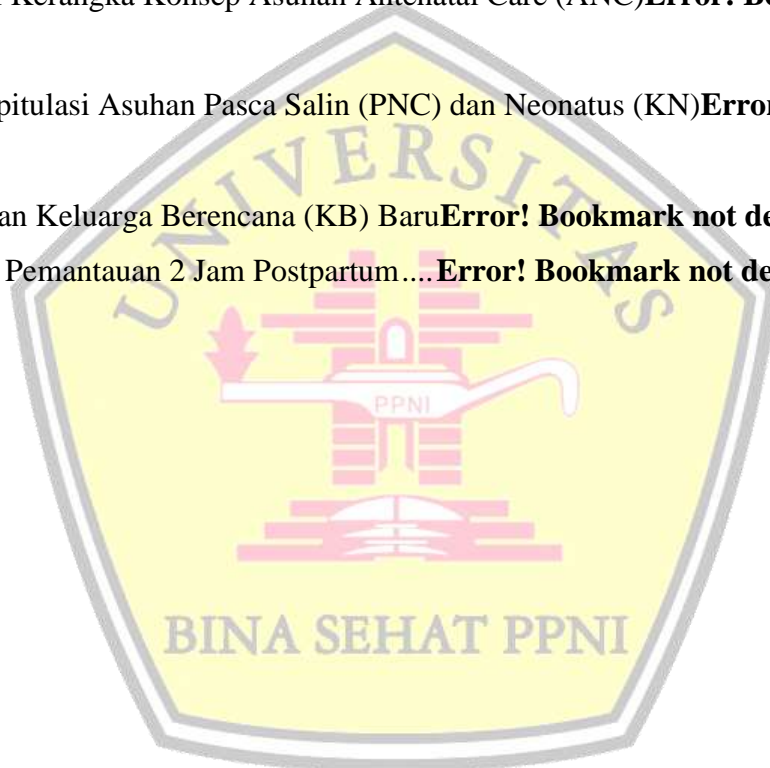 Kerangka Konsep Asuhan Antenatal Care (ANC)Error!
pitulasi Asuhan Pasca Salin (PNC) dan Neonatus (KN)Error
an Keluarga Berencana (KB) BaruError! Bookmark not de
Pemantauan 2 Jam Postpartum....Error! Bookmark not de
UNIVERSITAS
PPNI
BINA SEHAT PPNI